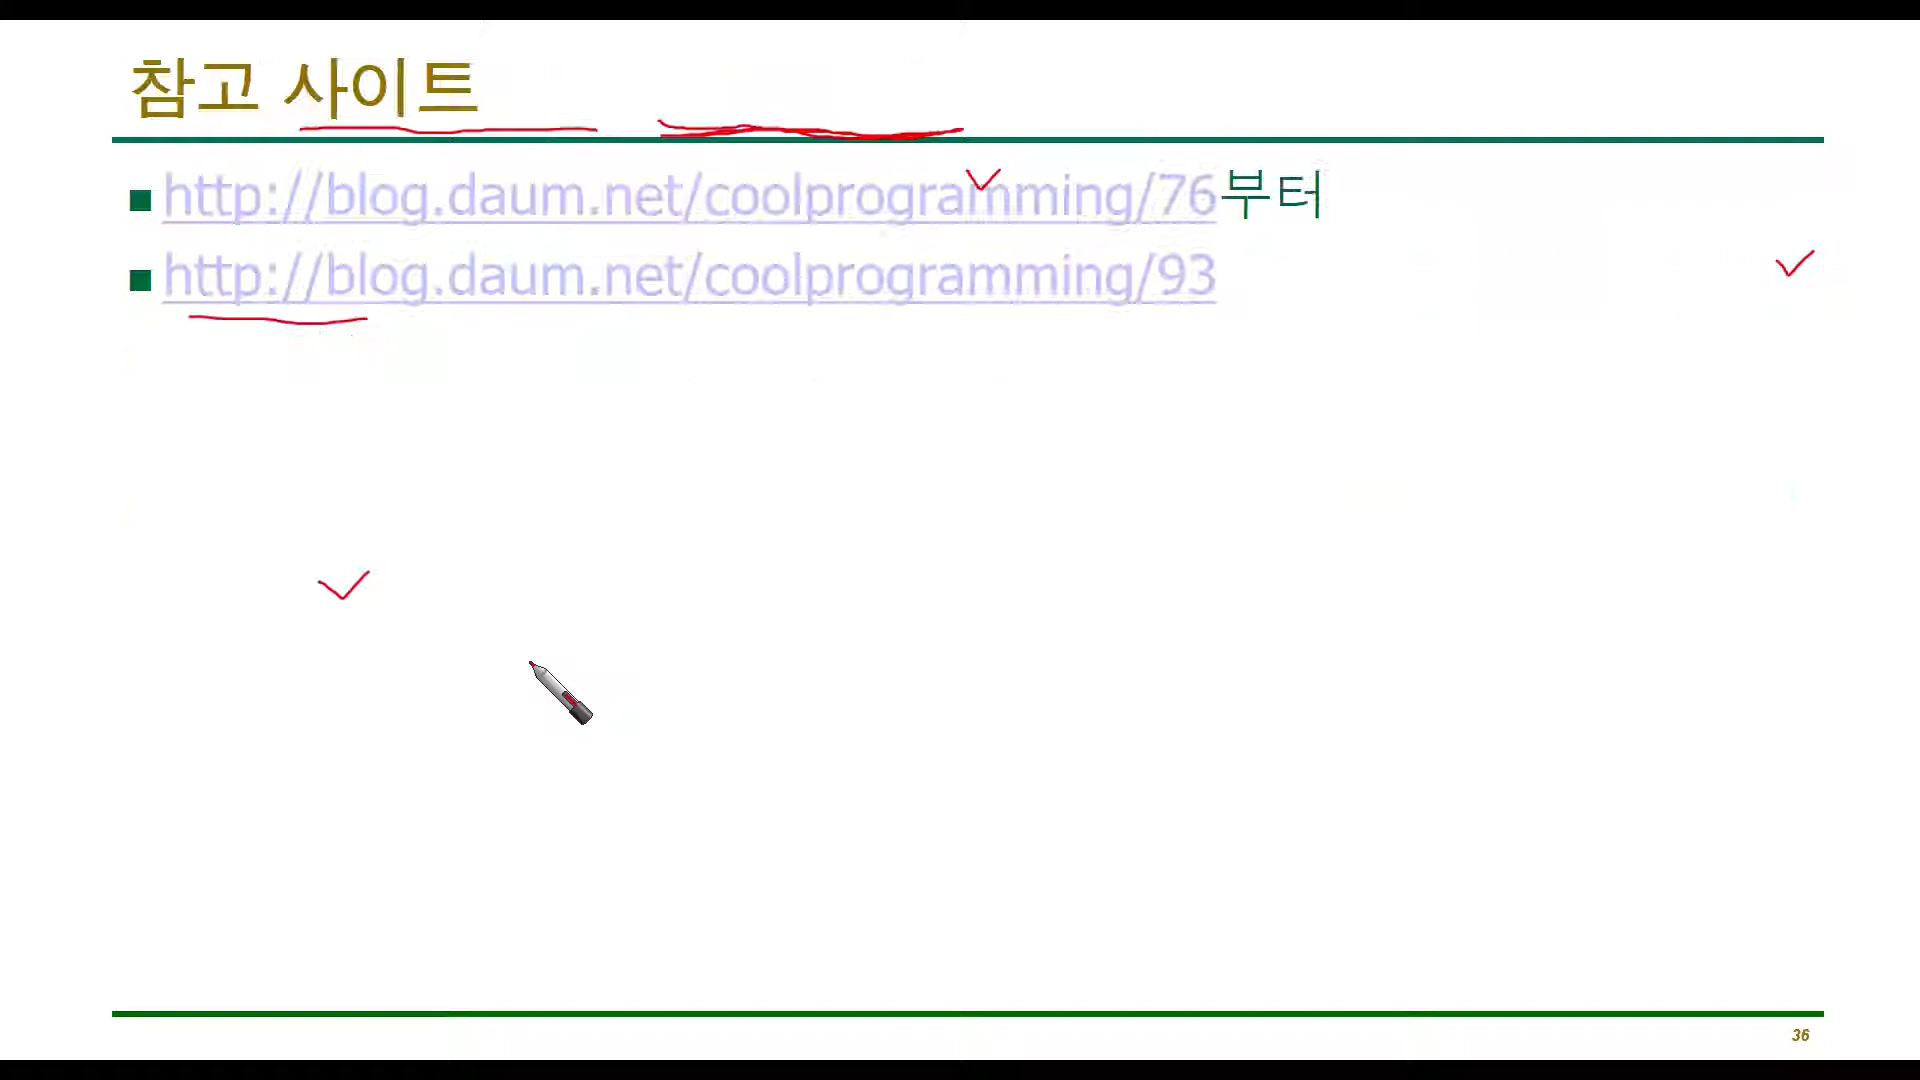 참고 사이트
http://blog.daum.net/coolprogramming/76부터
http://blog.daum.net/coolprogramming/93
36